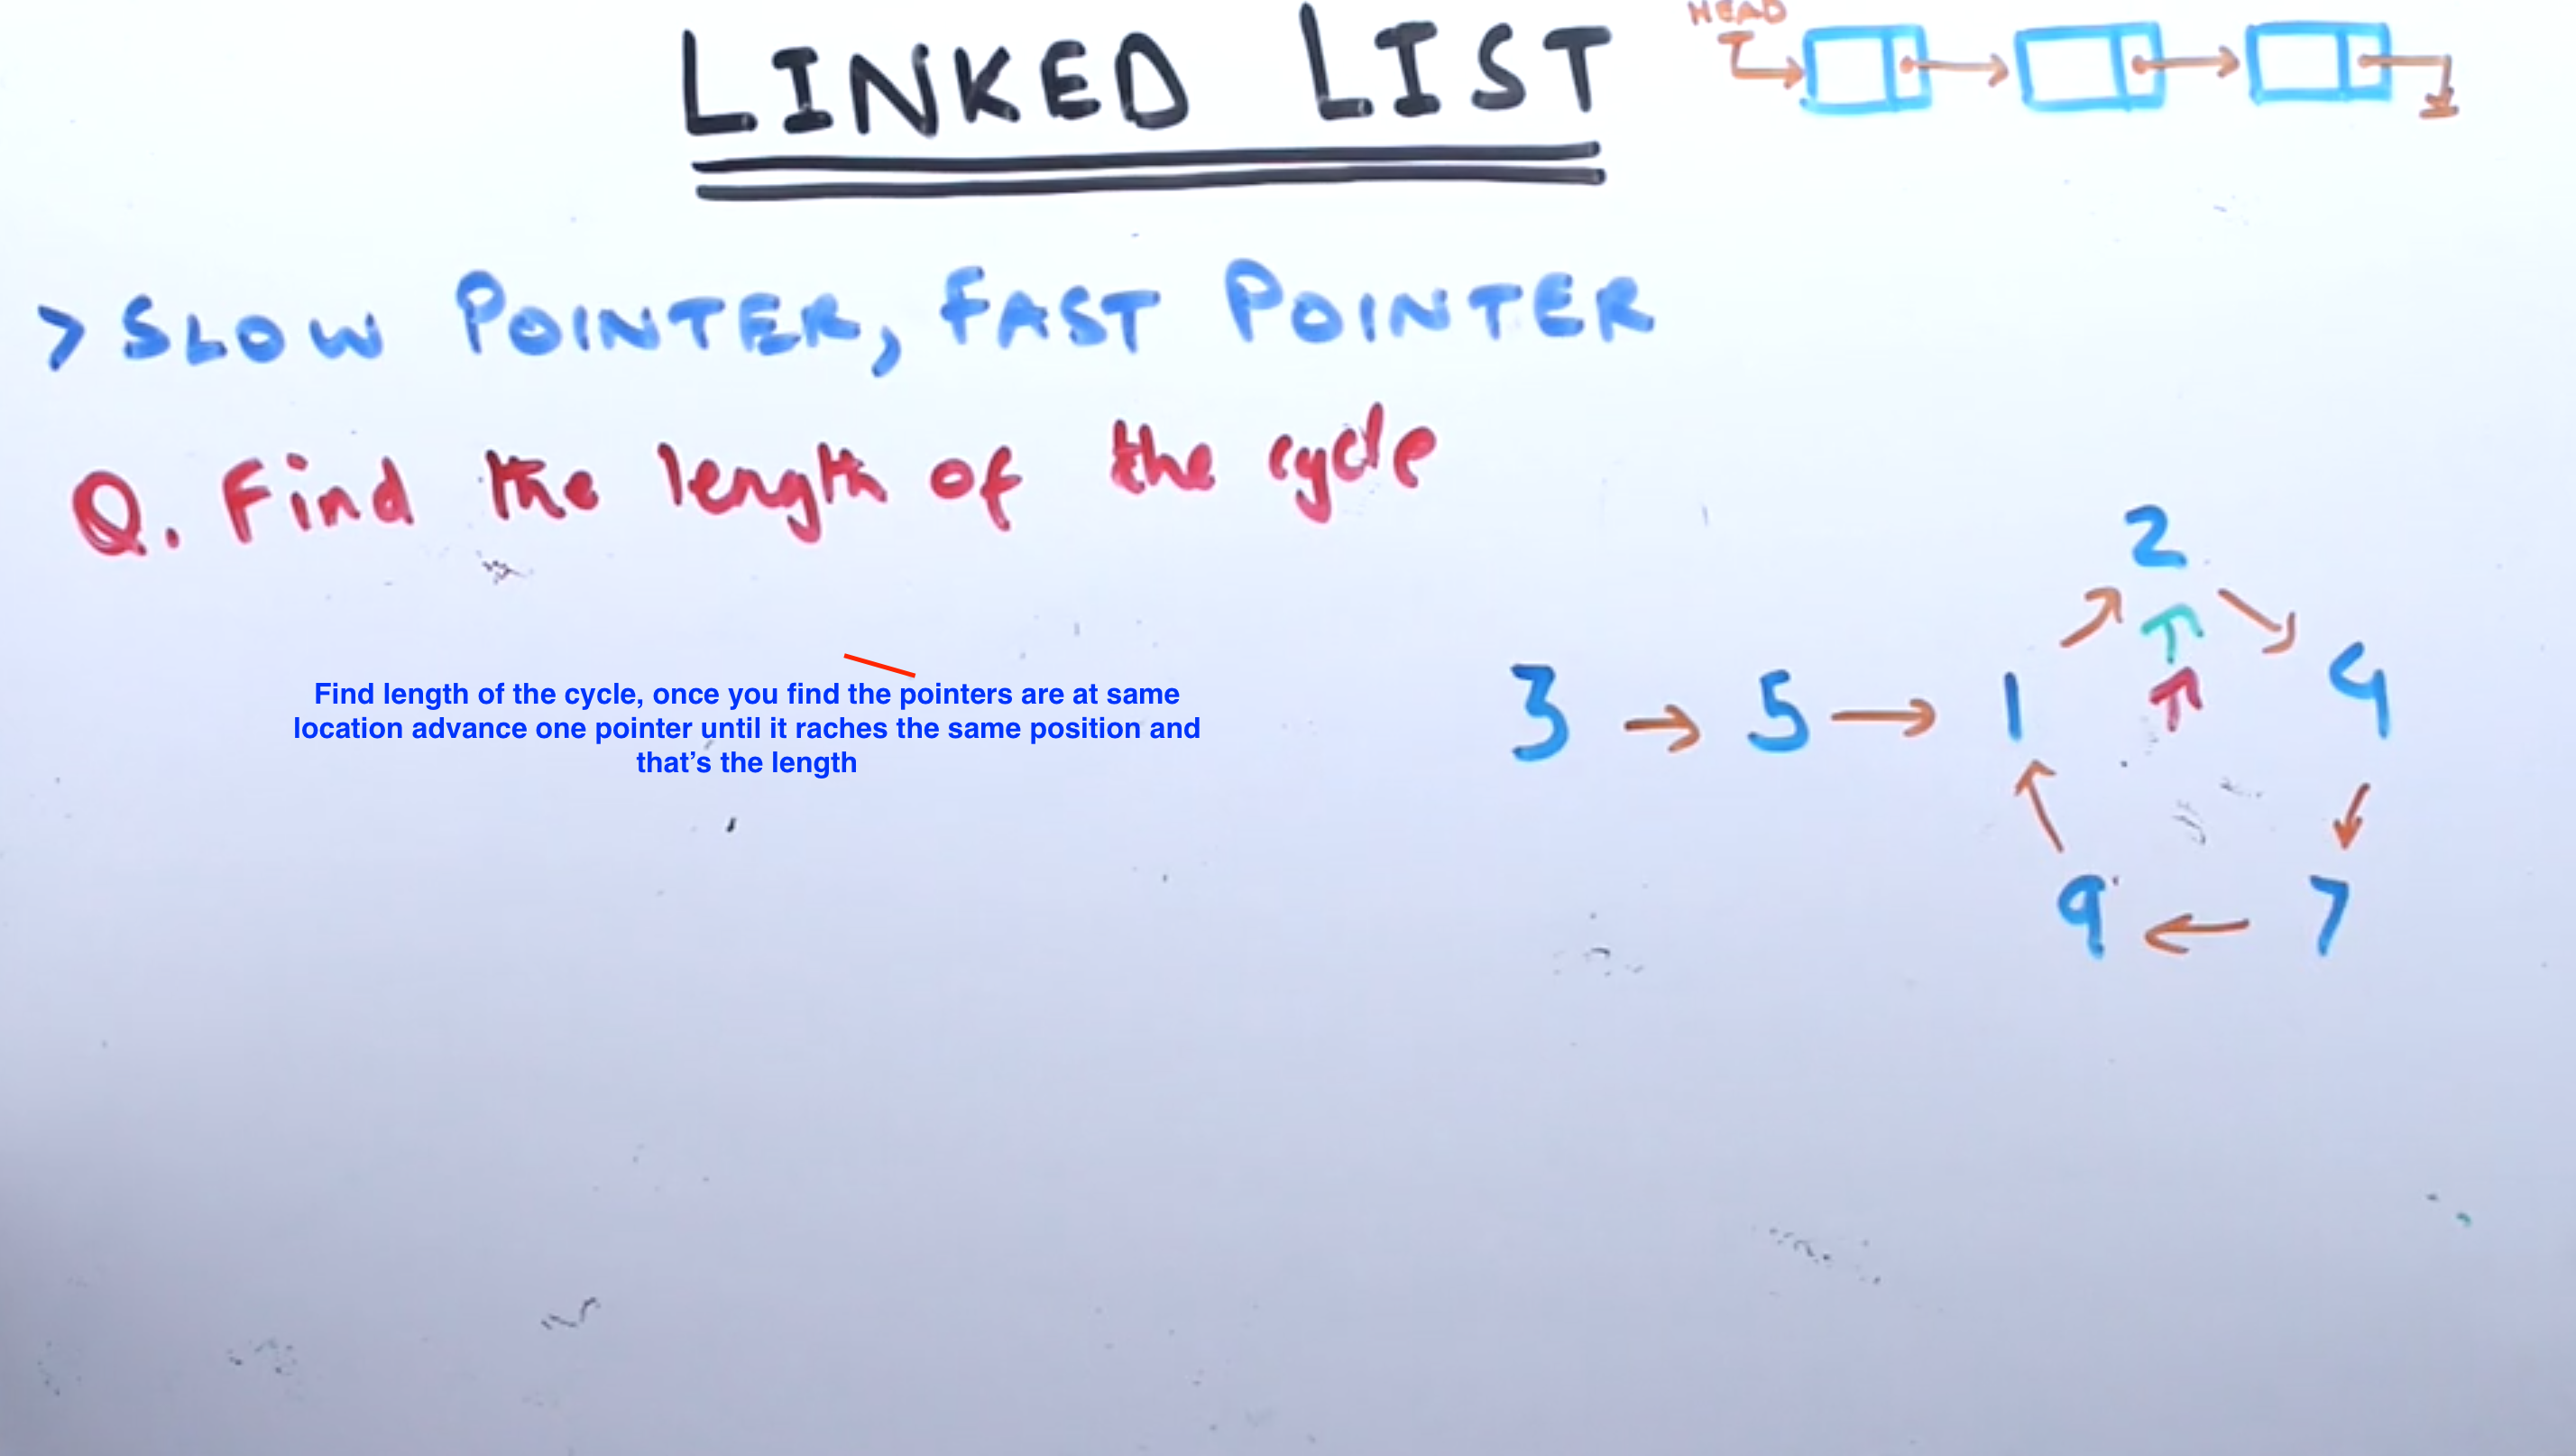 LINKED LIST
HEAD
> SLOW POINTER, FAST POINTER
Q. Find the length of the cycle
Find length of the cycle, once you find the pointers are at same
location advance one pointer until it raches the same position and
that's the length
2
3 → 5 → 1 4
9 ← 7